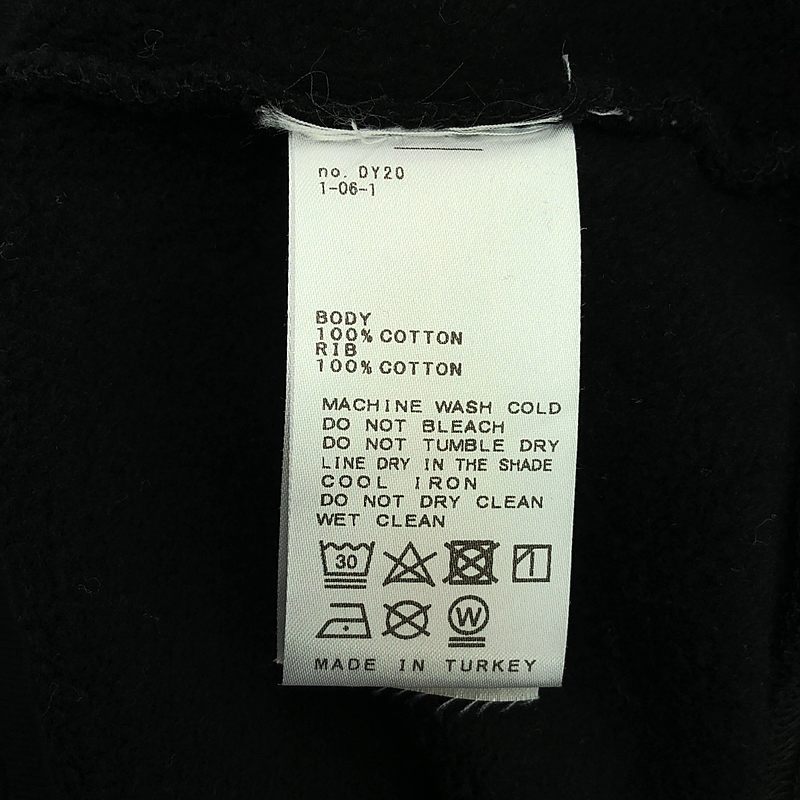 no. DY20
1-06-1
BODY
100% COTTON
RIB
100% COTTON
MACHINE WASH COLD
DO NOT BLEACH
DO NOT TUMBLE DRY
LINE DRY IN THE SHADE
COOL IRON
DO NOT DRY CLEAN
WET CLEAN
30
W
MADE IN TURKEY